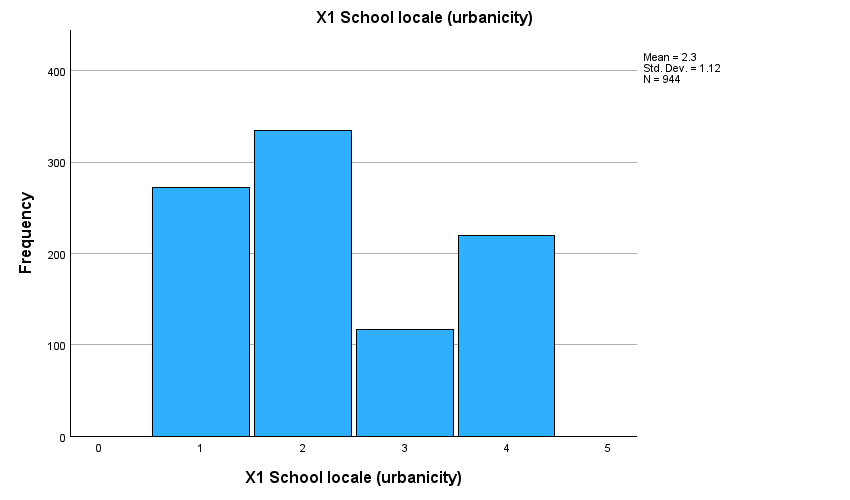 X1 School locale (urbanicity)
Mean = 2.3
Std. Dev. = 1.12
N = 944
Frequency
400
300
200
100
0
0 1 2 3 4 5
X1 School locale (urbanicity)